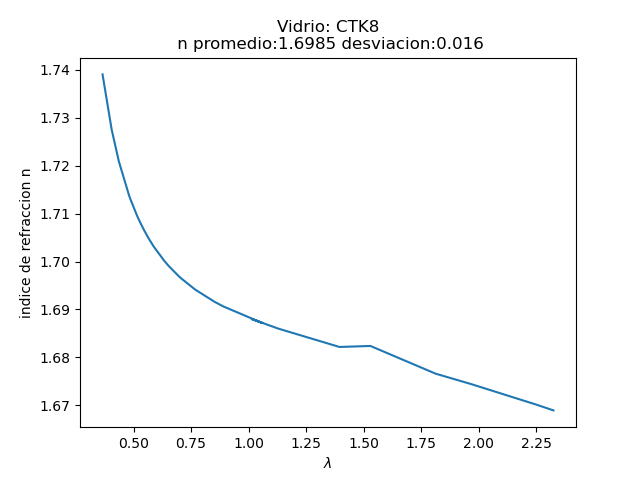 Vidrio: CTK8
n promedio:1.6985 desviacion:0.016
1.74
1.73
1.72
1.71
1.70
1.69
1.68
1.67
indice de refraccion n
0.50 0.75 1.00 1.25 1.50 1.75 2.00 2.25
λ